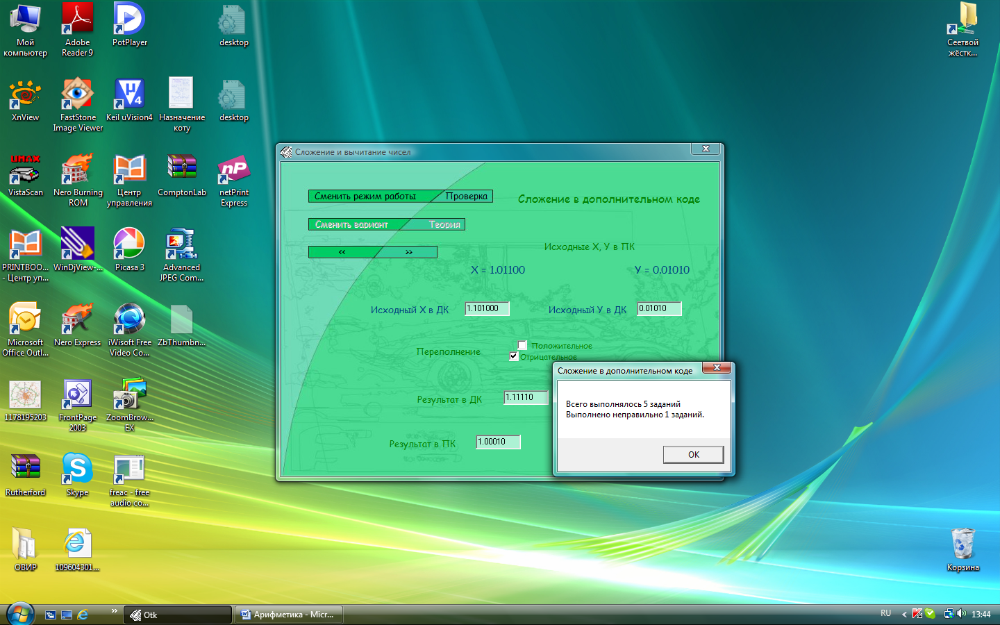 Мой
компьютер
Adobe
Reader 9
PotPlayer
desktop
Сеетвой
жёстк...
XnView
FastStone
Image Viewer
Keil uVision4
Назначение
коту
desktop
UMAX
VistaScan
Nero Burning
ROM
Центр
управления
ComptonLab
nP
netPrint
Express
PRINTBOO...
- Центр уп...
WinDjView-...
Picasa 3
Advanced
JPEG Com...
Microsoft
Office Outl...
Nero Express
iWisoft Free
Video Co...
ZbThumbn...
1178195203
FrontPage
2003
ZoomBrow...
EX
Rutherford
Skype
freac - free
audio co...
ОВИР
109604301...
Корзина
Сложение и вычитание чисел
Сменить режим работы
Проверка
Сложение в дополнительном коде
Сменить вариант
Теория
<< >>
Исходные X, У в ПК
X = 1.01100
У = 0.01010
Исходный X в ДК
1.101000
Исходный У в ДК
0.01010
Переполнение
Положительное
Отрицательное
Результат в ДК
1.11110
Результат в ПК
1.00010
Сложение в дополнительном коде
Всего выполнялось 5 заданий
Выполнено неправильно 1 заданий.
OK
»
Otk
Арифметика - Micr...
RU
<
13:44